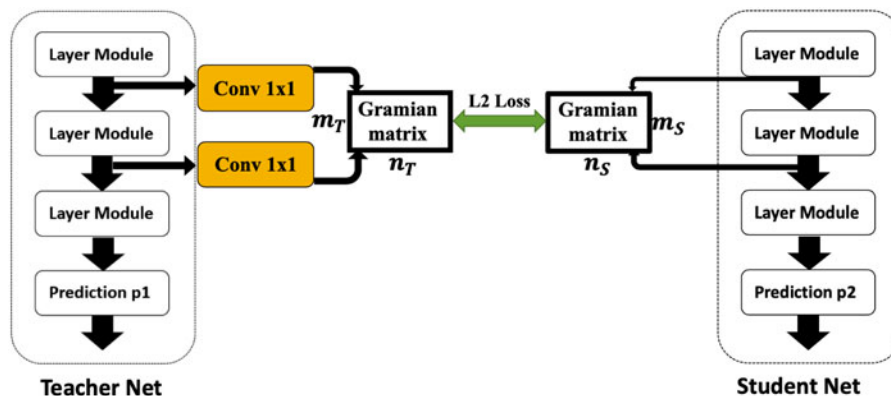 Layer Module
Layer Module
Layer Module
Prediction p1
Teacher Net
Conv 1x1
Conv 1x1
m_T
Gramian
matrix
n_T
L2 Loss
Gramian
matrix
m_S
n_S
Layer Module
Layer Module
Layer Module
Prediction p2
Student Net